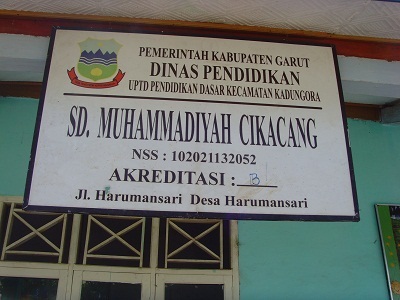 PEMERINTAH KABUPATEN GARUT
DINAS PENDIDIKAN
UPTD PENDIDIKAN DASAR KECAMATAN KADUNGORA
SD. MUHAMMADIYAH CIKACANG
NSS : 102021132052
AKREDITASI : B
Jl. Harumansari Desa Harumansari